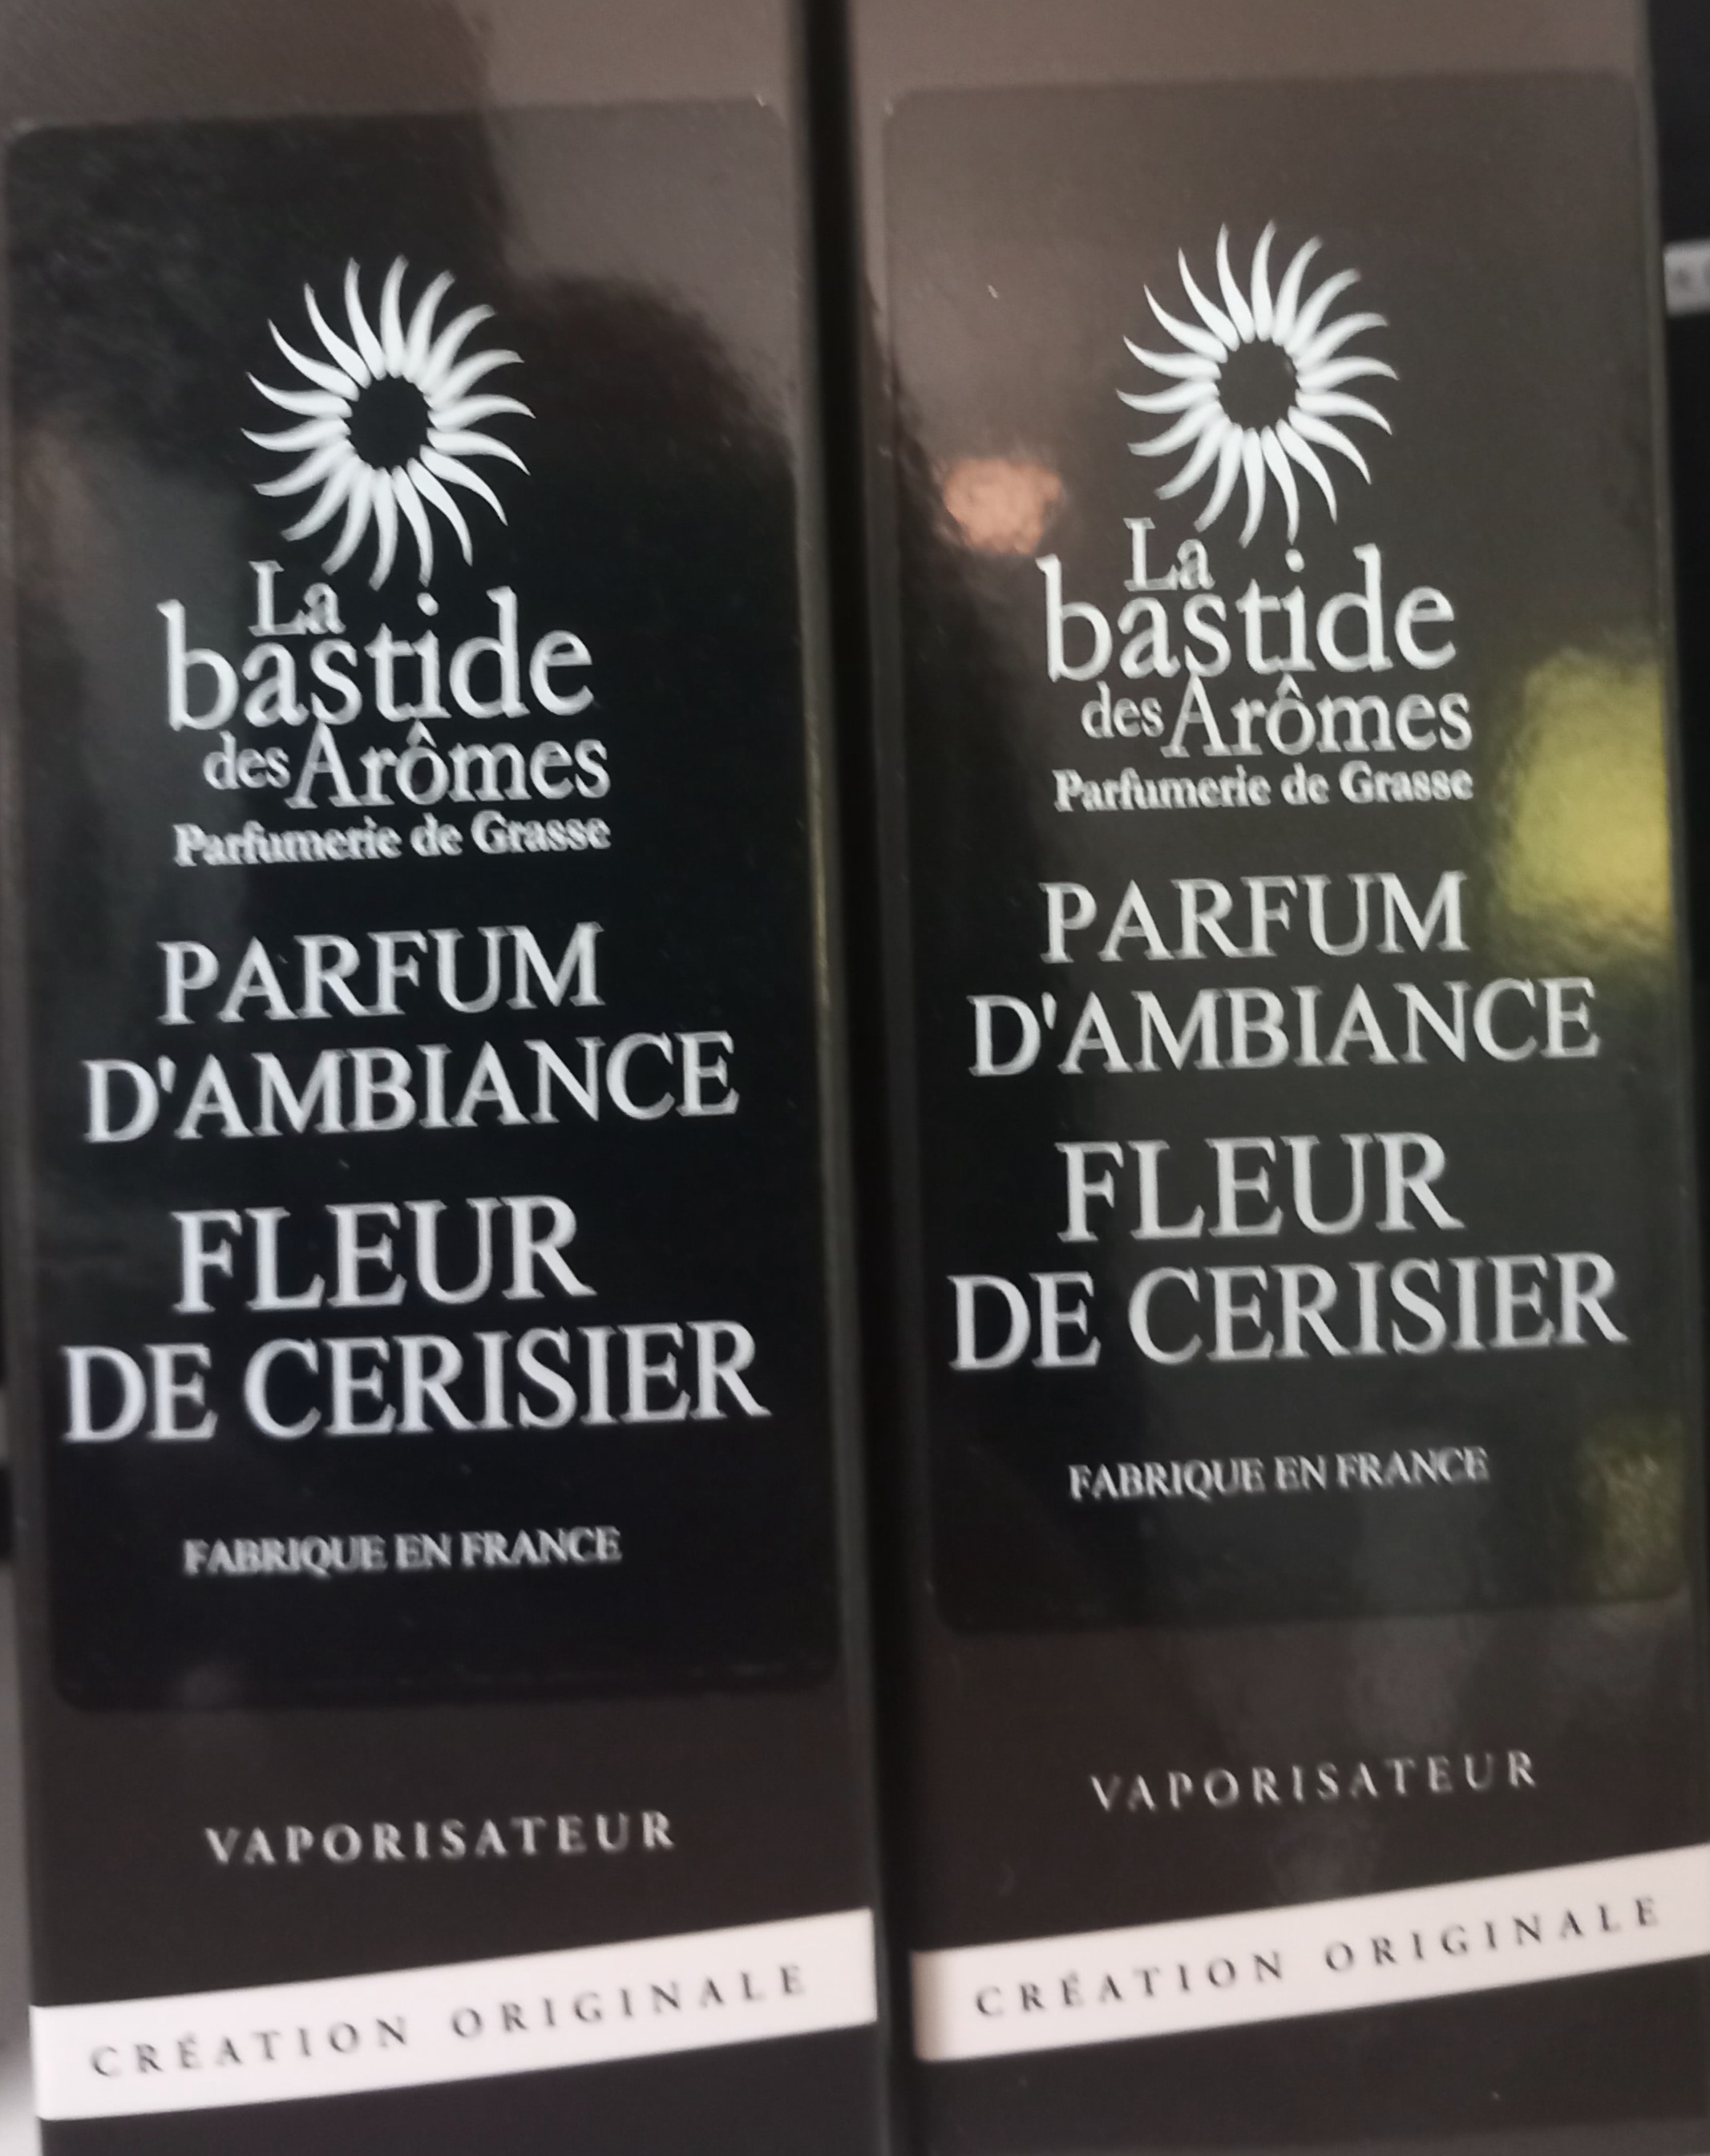 La
bastide
des Arômes
Parfumerie de Grasse
PARFUM
D'AMBIANCE
FLEUR
DE CERISIER
FABRIQUE EN FRANCE
VAPORISATEUR
CRÉATION ORIGINALE
La
bastide
des Arômes
Parfumerie de Grasse
PARFUM
D'AMBIANCE
FLEUR
DE CERISIER
FABRIQUE EN FRANCE
VAPORISATEUR
CRÉATION ORIGINALE